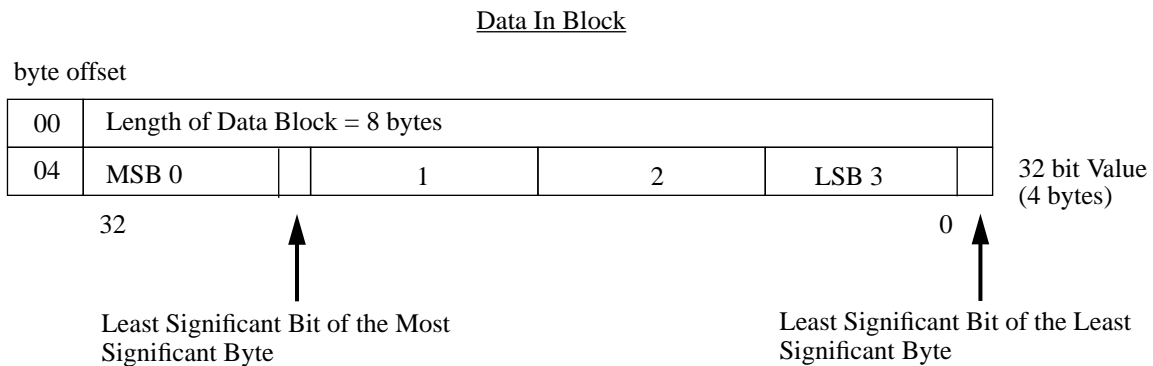 Data In Block
byte offset
00 Length of Data Block = 8 bytes
04 MSB 0 1 2 LSB 3 32 bit Value
(4 bytes)
32 0
Least Significant Bit of the Most
Significant Byte
Least Significant Bit of the Least
Significant Byte